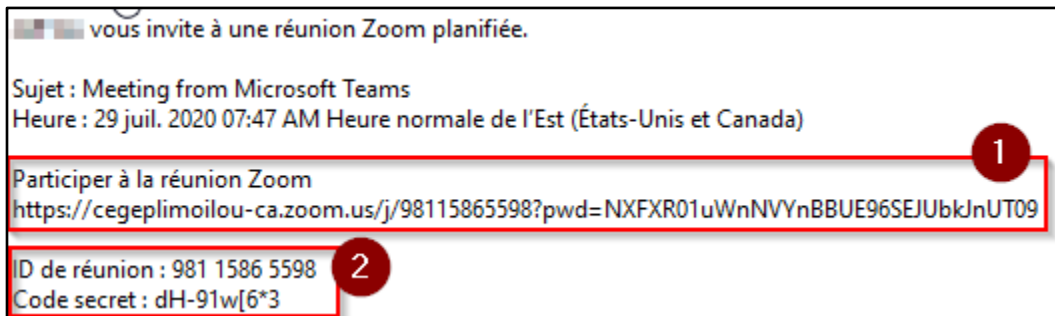 vous invite à une réunion Zoom planifiée.
Sujet : Meeting from Microsoft Teams
Heure : 29 juil. 2020 07:47 AM Heure normale de l'Est (États-Unis et Canada)
1
Participer à la réunion Zoom
https://cegeplimoilou-ca.zoom.us/j/98115865598?pwd=NXFXR01uWnNVYnBBUE96SEJUbkJnUT09
ID de réunion : 981 1586 5598
2
Code secret : dH-91w[6*3